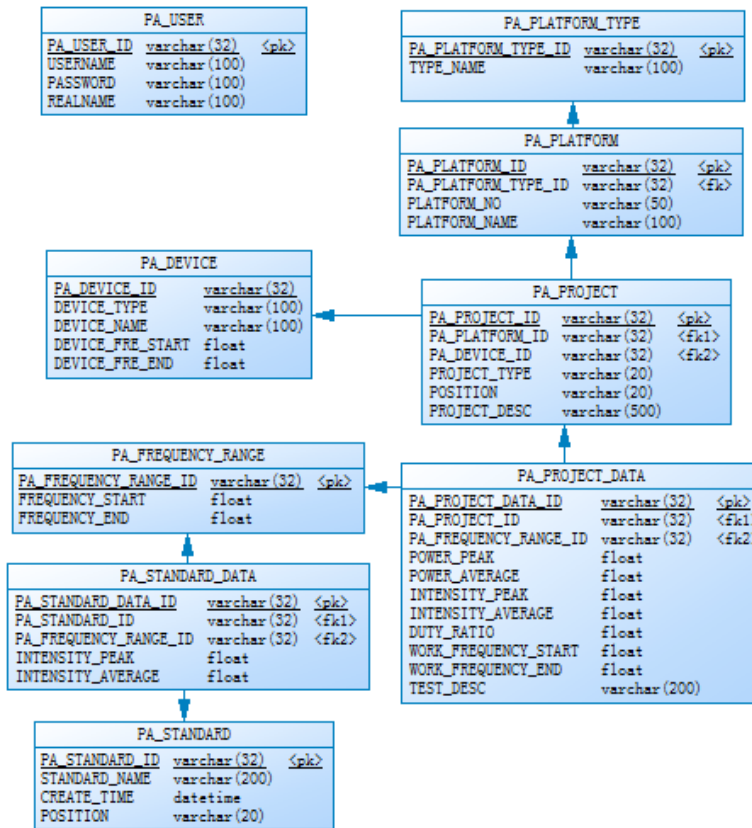 PA_USER
PA_USER_ID varchar(32) <pk>
USERNAME varchar(100)
PASSWORD varchar(100)
REALNAME varchar(100)
PA_PLATFORM_TYPE
PA_PLATFORM_TYPE_ID varchar(32) <pk>
TYPE_NAME varchar(100)
PA_PLATFORM
PA_PLATFORM_ID varchar(32) <pk>
PA_PLATFORM_TYPE_ID varchar(32) <fk>
PLATFORM_NO varchar(50)
PLATFORM_NAME varchar(100)
PA_DEVICE
PA_DEVICE_ID varchar(32)
DEVICE_TYPE varchar(100)
DEVICE_NAME varchar(100)
DEVICE_FRE_START float
DEVICE_FRE_END float
PA_PROJECT
PA_PROJECT_ID varchar(32) <pk>
PA_PLATFORM_ID varchar(32) <fk1>
PA_DEVICE_ID varchar(32) <fk2>
PROJECT_TYPE varchar(20)
POSITION varchar(20)
PROJECT_DESC varchar(500)
PA_FREQUENCY_RANGE
PA_FREQUENCY_RANGE_ID varchar(32) <pk>
FREQUENCY_START float
FREQUENCY_END float
PA_PROJECT_DATA
PA_PROJECT_DATA_ID varchar(32) <pk>
PA_PROJECT_ID varchar(32) <fk1
PA_FREQUENCY_RANGE_ID varchar(32) <fk2
POWER_PEAK float
POWER_AVERAGE float
INTENSITY_PEAK float
INTENSITY_AVERAGE float
DUTY_RATIO float
WORK_FREQUENCY_START float
WORK_FREQUENCY_END float
TEST_DESC varchar(200)
PA_STANDARD_DATA
PA_STANDARD_DATA_ID varchar(32) <pk>
PA_STANDARD_ID varchar(32) <fk1>
PA_FREQUENCY_RANGE_ID varchar(32) <fk2>
INTENSITY_PEAK float
INTENSITY_AVERAGE float
PA_STANDARD
PA_STANDARD_ID varchar(32) <pk>
STANDARD_NAME varchar(200)
CREATE_TIME datetime
POSITION varchar(20)